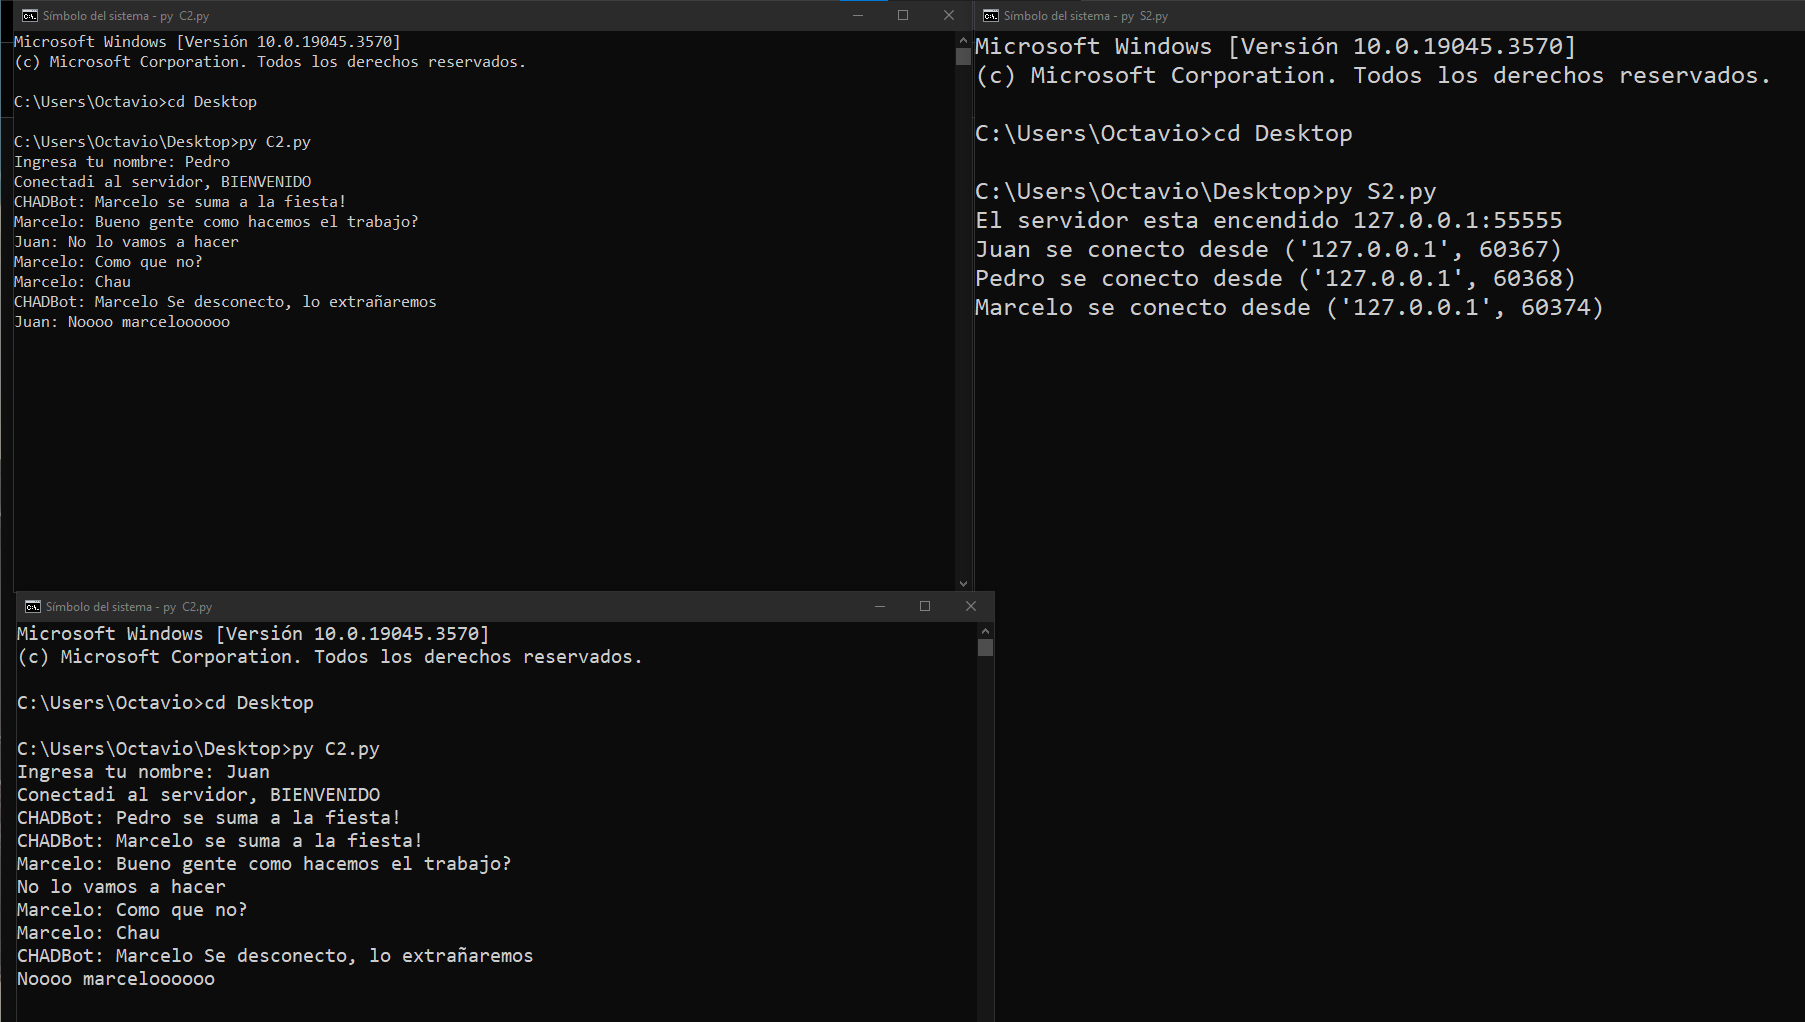 Símbolo del sistema - py  C2.py
Microsoft Windows [Versión 10.0.19045.3570]
(c) Microsoft Corporation. Todos los derechos reservados.
C:\Users\Octavio>cd Desktop
C:\Users\Octavio\Desktop>py C2.py
Ingresa tu nombre: Pedro
Conectadi al servidor, BIENVENIDO
CHADBot: Marcelo se suma a la fiesta!
Marcelo: Bueno gente como hacemos el trabajo?
Juan: No lo vamos a hacer
Marcelo: Como que no?
Marcelo: Chau
CHADBot: Marcelo Se desconecto, lo extrañaremos
Juan: Noooo marceloooooo
Símbolo del sistema - py  S2.py
Microsoft Windows [Versión 10.0.19045.3570]
(c) Microsoft Corporation. Todos los derechos reservados.
C:\Users\Octavio>cd Desktop
C:\Users\Octavio\Desktop>py S2.py
El servidor esta encendido 127.0.0.1:55555
Juan se conecto desde ('127.0.0.1', 60367)
Pedro se conecto desde ('127.0.0.1', 60368)
Marcelo se conecto desde ('127.0.0.1', 60374)
Símbolo del sistema - py  C2.py
Microsoft Windows [Versión 10.0.19045.3570]
(c) Microsoft Corporation. Todos los derechos reservados.
C:\Users\Octavio>cd Desktop
C:\Users\Octavio\Desktop>py C2.py
Ingresa tu nombre: Juan
Conectadi al servidor, BIENVENIDO
CHADBot: Pedro se suma a la fiesta!
CHADBot: Marcelo se suma a la fiesta!
Marcelo: Bueno gente como hacemos el trabajo?
No lo vamos a hacer
Marcelo: Como que no?
Marcelo: Chau
CHADBot: Marcelo Se desconecto, lo extrañaremos
Noooo marceloooooo